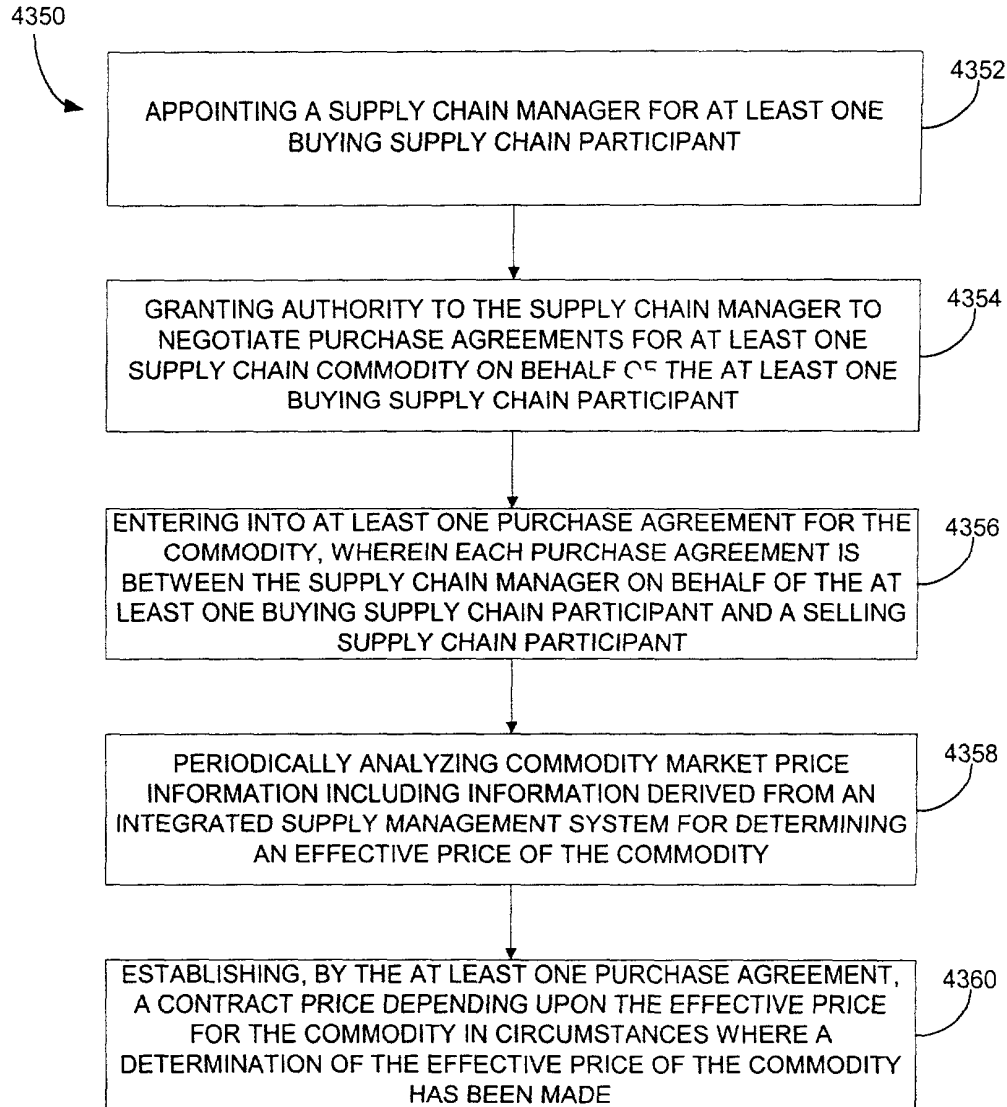 4350
4352
APPOINTING A SUPPLY CHAIN MANAGER FOR AT LEAST ONE
BUYING SUPPLY CHAIN PARTICIPANT
4354
GRANTING AUTHORITY TO THE SUPPLY CHAIN MANAGER TO
NEGOTIATE PURCHASE AGREEMENTS FOR AT LEAST ONE
SUPPLY CHAIN COMMODITY ON BEHALF OF THE AT LEAST ONE
BUYING SUPPLY CHAIN PARTICIPANT
4356
ENTERING INTO AT LEAST ONE PURCHASE AGREEMENT FOR THE
COMMODITY, WHEREIN EACH PURCHASE AGREEMENT IS
BETWEEN THE SUPPLY CHAIN MANAGER ON BEHALF OF THE AT
LEAST ONE BUYING SUPPLY CHAIN PARTICIPANT AND A SELLING
SUPPLY CHAIN PARTICIPANT
4358
PERIODICALLY ANALYZING COMMODITY MARKET PRICE
INFORMATION INCLUDING INFORMATION DERIVED FROM AN
INTEGRATED SUPPLY MANAGEMENT SYSTEM FOR DETERMINING
AN EFFECTIVE PRICE OF THE COMMODITY
4360
ESTABLISHING, BY THE AT LEAST ONE PURCHASE AGREEMENT,
A CONTRACT PRICE DEPENDING UPON THE EFFECTIVE PRICE
FOR THE COMMODITY IN CIRCUMSTANCES WHERE A
DETERMINATION OF THE EFFECTIVE PRICE OF THE COMMODITY
HAS BEEN MADE